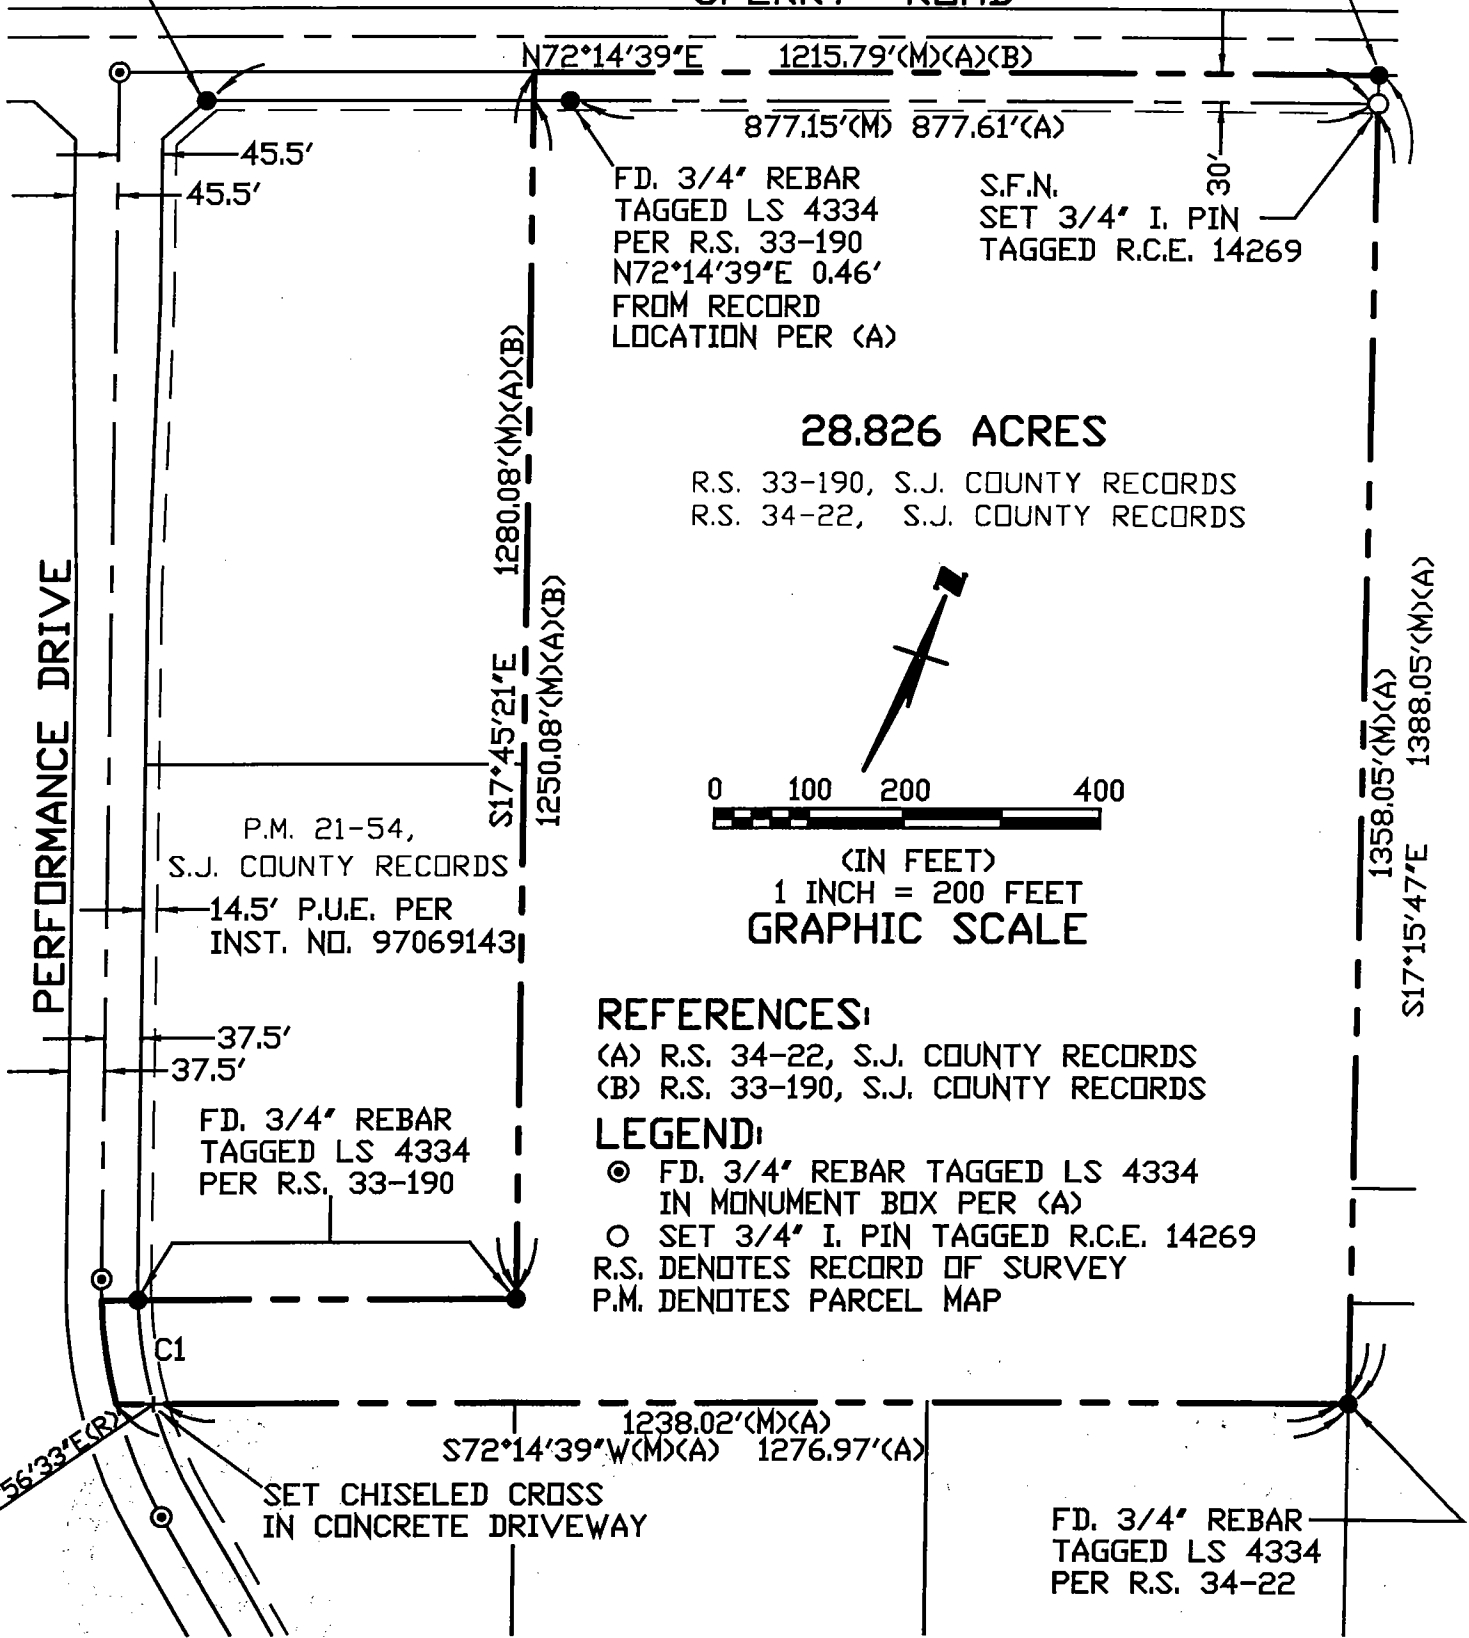 N72°14'39"E 1215.79'(M)(A)(B)
877.15'(M) 877.61'(A)
45.5'
45.5'
30'
FD. 3/4" REBAR
TAGGED LS 4334
PER R.S. 33-190
N72°14'39"E 0.46'
FROM RECORD
LOCATION PER (A)
S.F.N.
SET 3/4" I. PIN
TAGGED R.C.E. 14269
28.826 ACRES
R.S. 33-190, S.J. COUNTY RECORDS
R.S. 34-22, S.J. COUNTY RECORDS
PERFORMANCE DRIVE
S17°45'21"E 1280.08'(M)(A)(B)
1250.08'(M)(A)(B)
1358.05'(M)(A)
S17°15'47"E 1388.05'(M)(A)
0 100 200 400
(IN FEET)
1 INCH = 200 FEET
GRAPHIC SCALE
P.M. 21-54,
S.J. COUNTY RECORDS
14.5' P.U.E. PER
INST. NO. 97069143
37.5'
37.5'
REFERENCES:
(A) R.S. 34-22, S.J. COUNTY RECORDS
(B) R.S. 33-190, S.J. COUNTY RECORDS
LEGEND:
FD. 3/4" REBAR TAGGED LS 4334
IN MONUMENT BOX PER (A)
SET 3/4" I. PIN TAGGED R.C.E. 14269
R.S. DENOTES RECORD OF SURVEY
P.M. DENOTES PARCEL MAP
FD. 3/4" REBAR
TAGGED LS 4334
PER R.S. 33-190
C1
1238.02'(M)(A)
S72°14'39"W(M)(A) 1276.97'(A)
56'33"E(R)
SET CHISELED CROSS
IN CONCRETE DRIVEWAY
FD. 3/4" REBAR
TAGGED LS 4334
PER R.S. 34-22